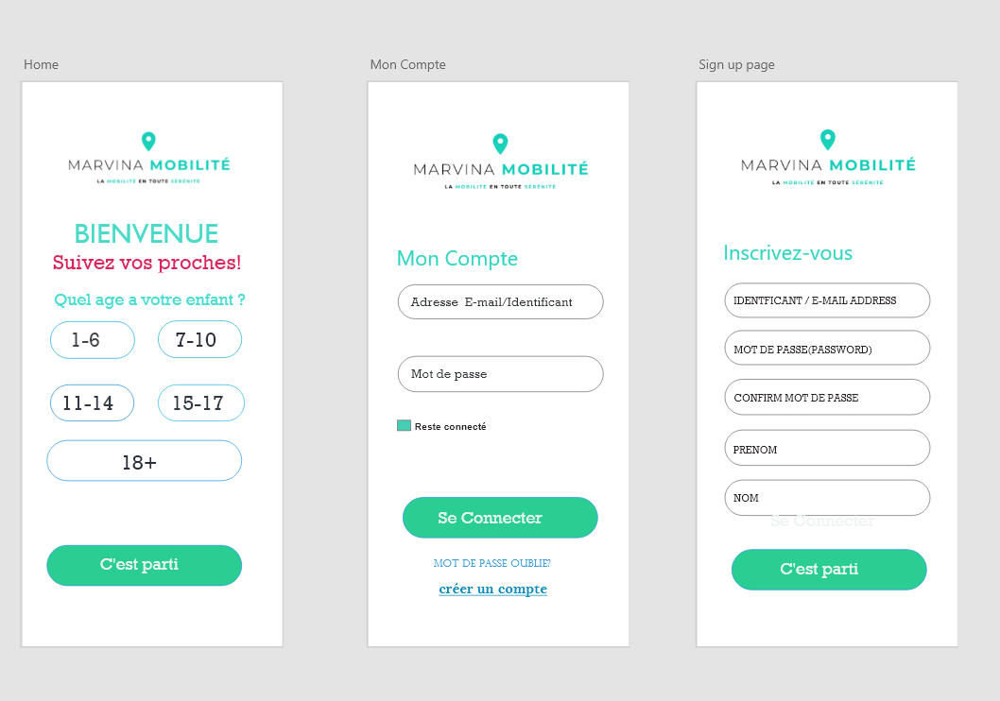 Home
MARVINA MOBILITÉ
LA MOBILITÉ EN TOUTE SÉRÉNITÉ
BIENVENUE
Suivez vos proches!
Quel age a votre enfant ?
1-6
7-10
11-14
15-17
18+
C'est parti
Mon Compte
MARVINA MOBILITÉ
LA MOBILITÉ EN TOUTE SÉRÉNITÉ
Mon Compte
Adresse E-mail/Identificant
Mot de passe
Reste connecté
Se Connecter
MOT DE PASSE OUBLIE?
créer un compte
Sign up page
MARVINA MOBILITÉ
LA MOBILITÉ EN TOUTE SÉRÉNITÉ
Inscrivez-vous
IDENTFICANT / E-MAIL ADDRESS
MOT DE PASSE(PASSWORD)
CONFIRM MOT DE PASSE
PRENOM
NOM
Se Connecter
C'est parti